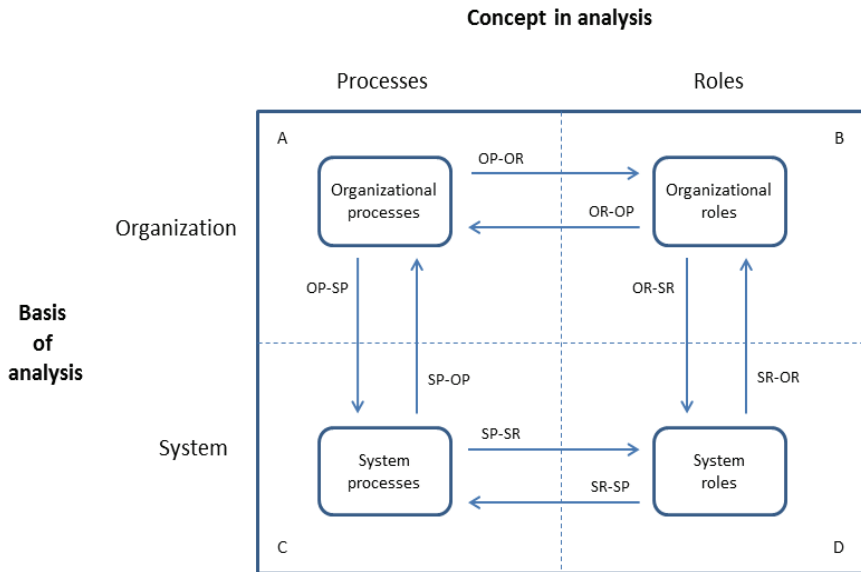 Concept in analysis
Processes
Roles
A
B
OP-OR
Organizational
processes
Organizational
roles
OR-OP
Organization
OP-SP
OR-SR
Basis
of
analysis
SP-OP
SR-OR
System
SP-SR
System
processes
System
roles
SR-SP
C
D